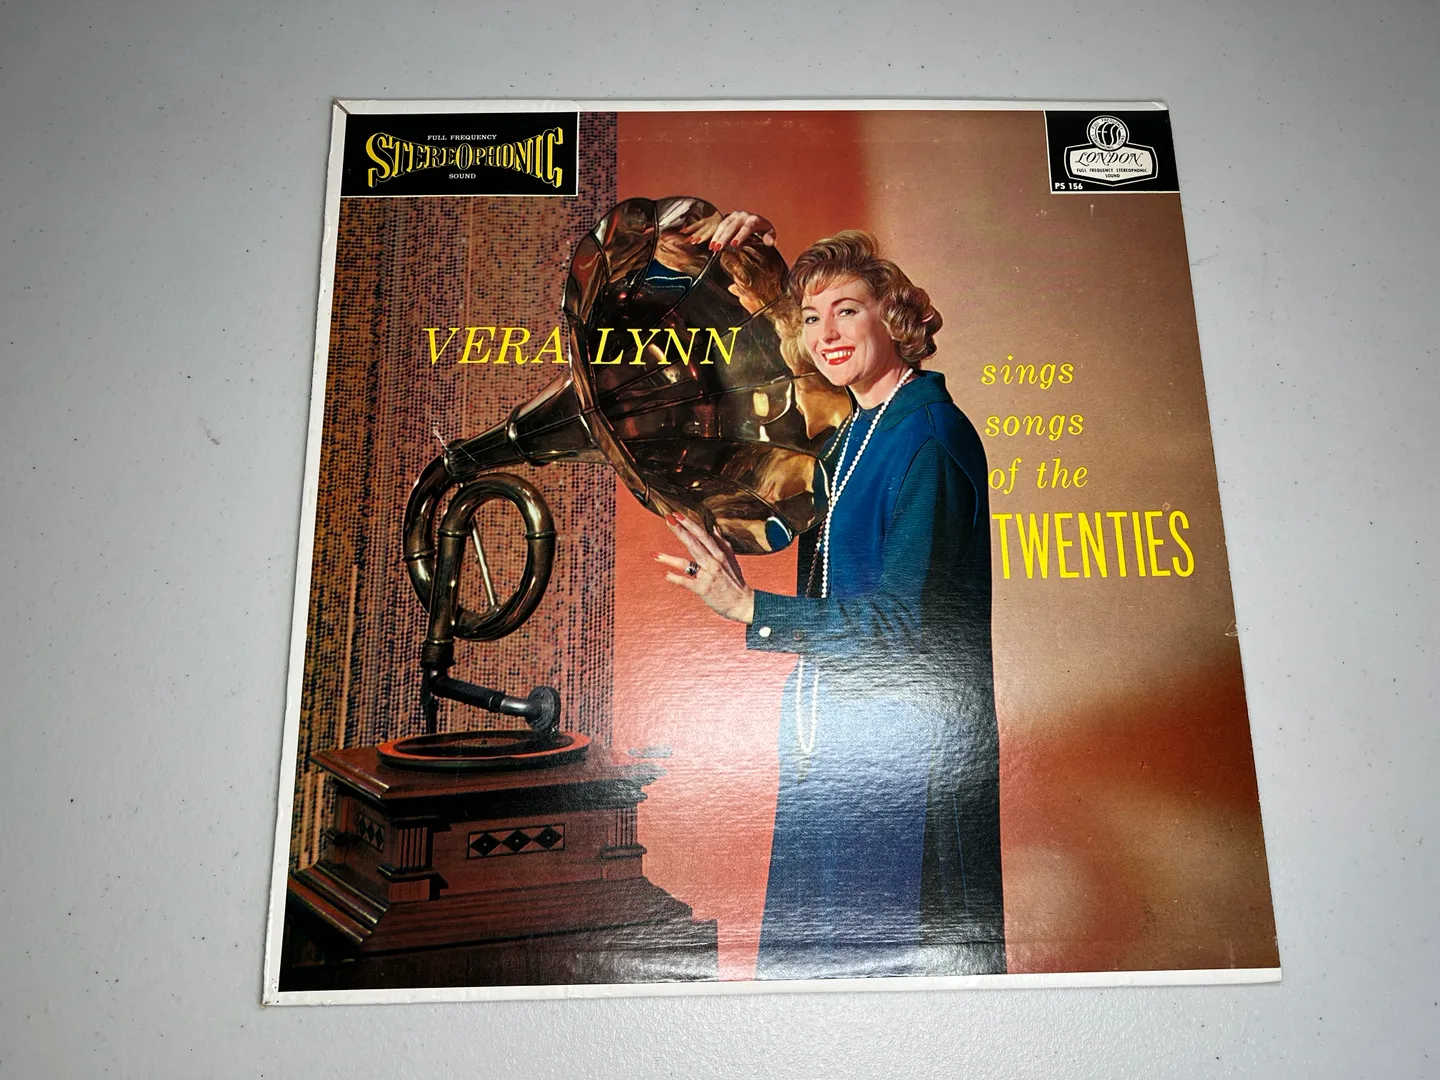 FULL FREQUENCY
STEREOPHONIC
SOUND
LONDON
FULL FREQUENCY STEREOPHONIC
SOUND
PS 156
VERA LYNN
sings
songs
of the
TWENTIES